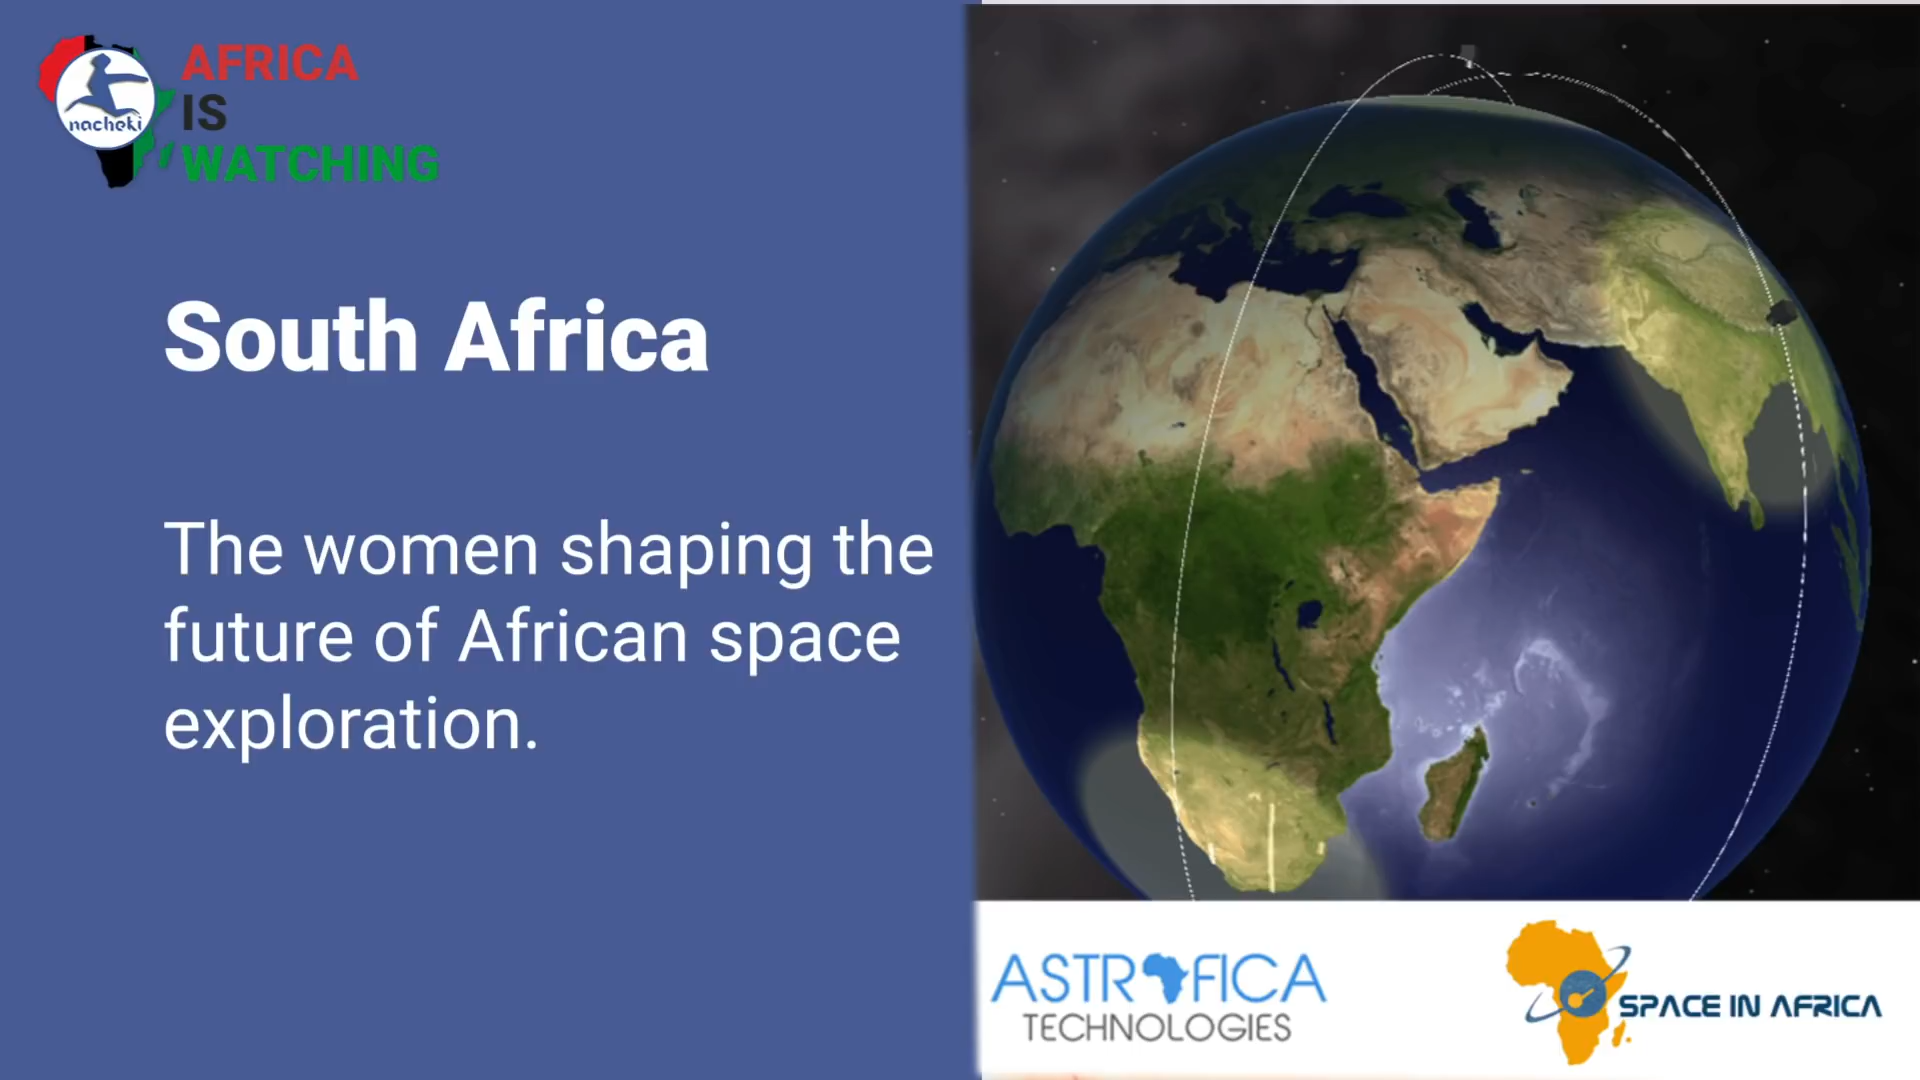 nacheki
AFRICA
IS
WATCHING
South Africa
The women shaping the
future of African space
exploration.
ASTROFICA
TECHNOLOGIES
SPACE IN AFRICA